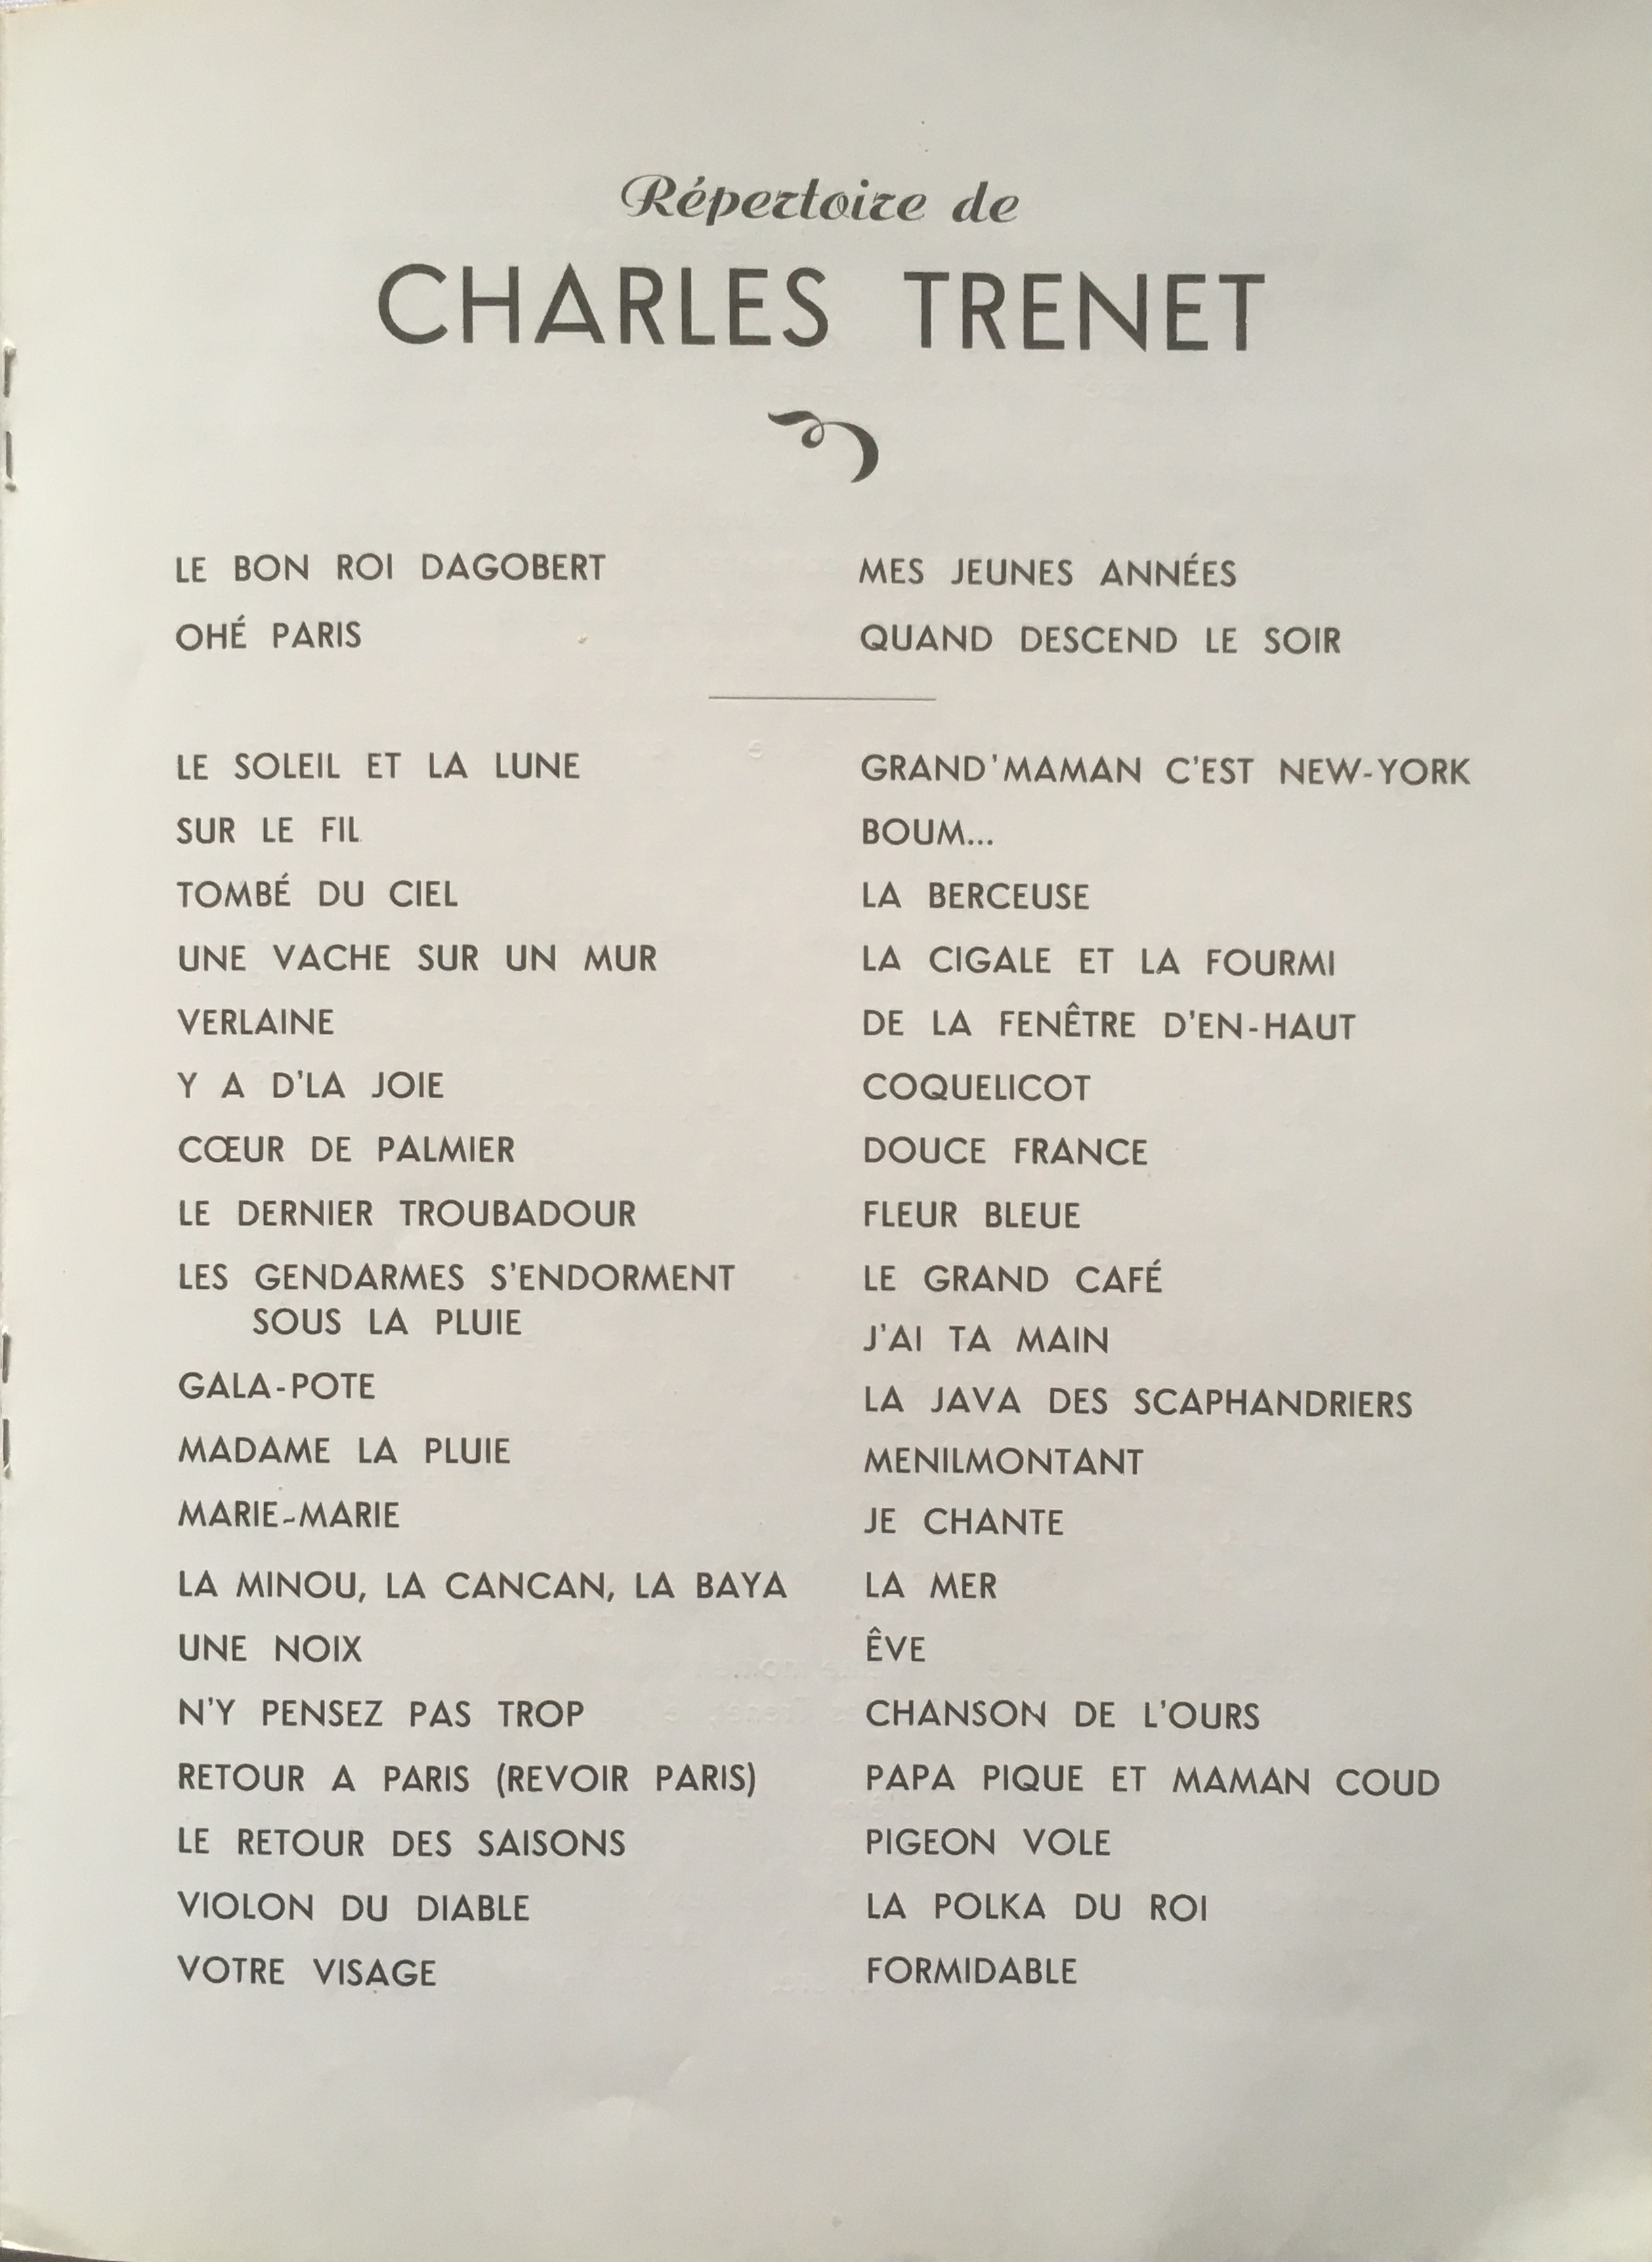 Répertoire de
CHARLES TRENET
LE BON ROI DAGOBERT
OHÉ PARIS
MES JEUNES ANNÉES
QUAND DESCEND LE SOIR
LE SOLEIL ET LA LUNE
SUR LE FIL
TOMBÉ DU CIEL
UNE VACHE SUR UN MUR
VERLAINE
Y A D'LA JOIE
CŒUR DE PALMIER
LE DERNIER TROUBADOUR
LES GENDARMES S'ENDORMENT
SOUS LA PLUIE
GALA-POTE
MADAME LA PLUIE
MARIE-MARIE
LA MINOU, LA CANCAN, LA BAYA
UNE NOIX
N'Y PENSEZ PAS TROP
RETOUR A PARIS (REVOIR PARIS)
LE RETOUR DES SAISONS
VIOLON DU DIABLE
VOTRE VISAGE
GRAND'MAMAN C'EST NEW-YORK
BOUM...
LA BERCEUSE
LA CIGALE ET LA FOURMI
DE LA FENÊTRE D'EN-HAUT
COQUELICOT
DOUCE FRANCE
FLEUR BLEUE
LE GRAND CAFÉ
J'AI TA MAIN
LA JAVA DES SCAPHANDRIERS
MENILMONTANT
JE CHANTE
LA MER
ÊVE
CHANSON DE L'OURS
PAPA PIQUE ET MAMAN COUD
PIGEON VOLE
LA POLKA DU ROI
FORMIDABLE